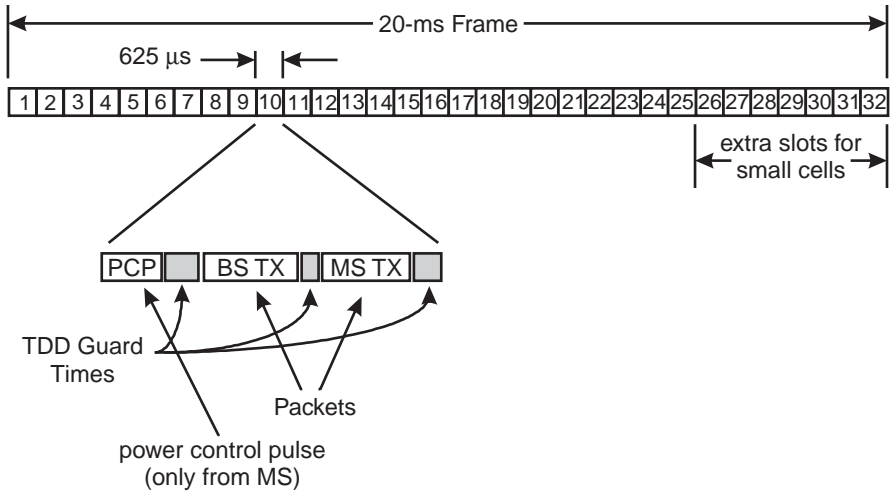 20-ms Frame
625 μs
1 2 3 4 5 6 7 8 9 10 11 12 13 14 15 16 17 18 19 20 21 22 23 24 25 26 27 28 29 30 31 32
extra slots for
small cells
PCP BS TX MS TX
TDD Guard
Times
Packets
power control pulse
(only from MS)